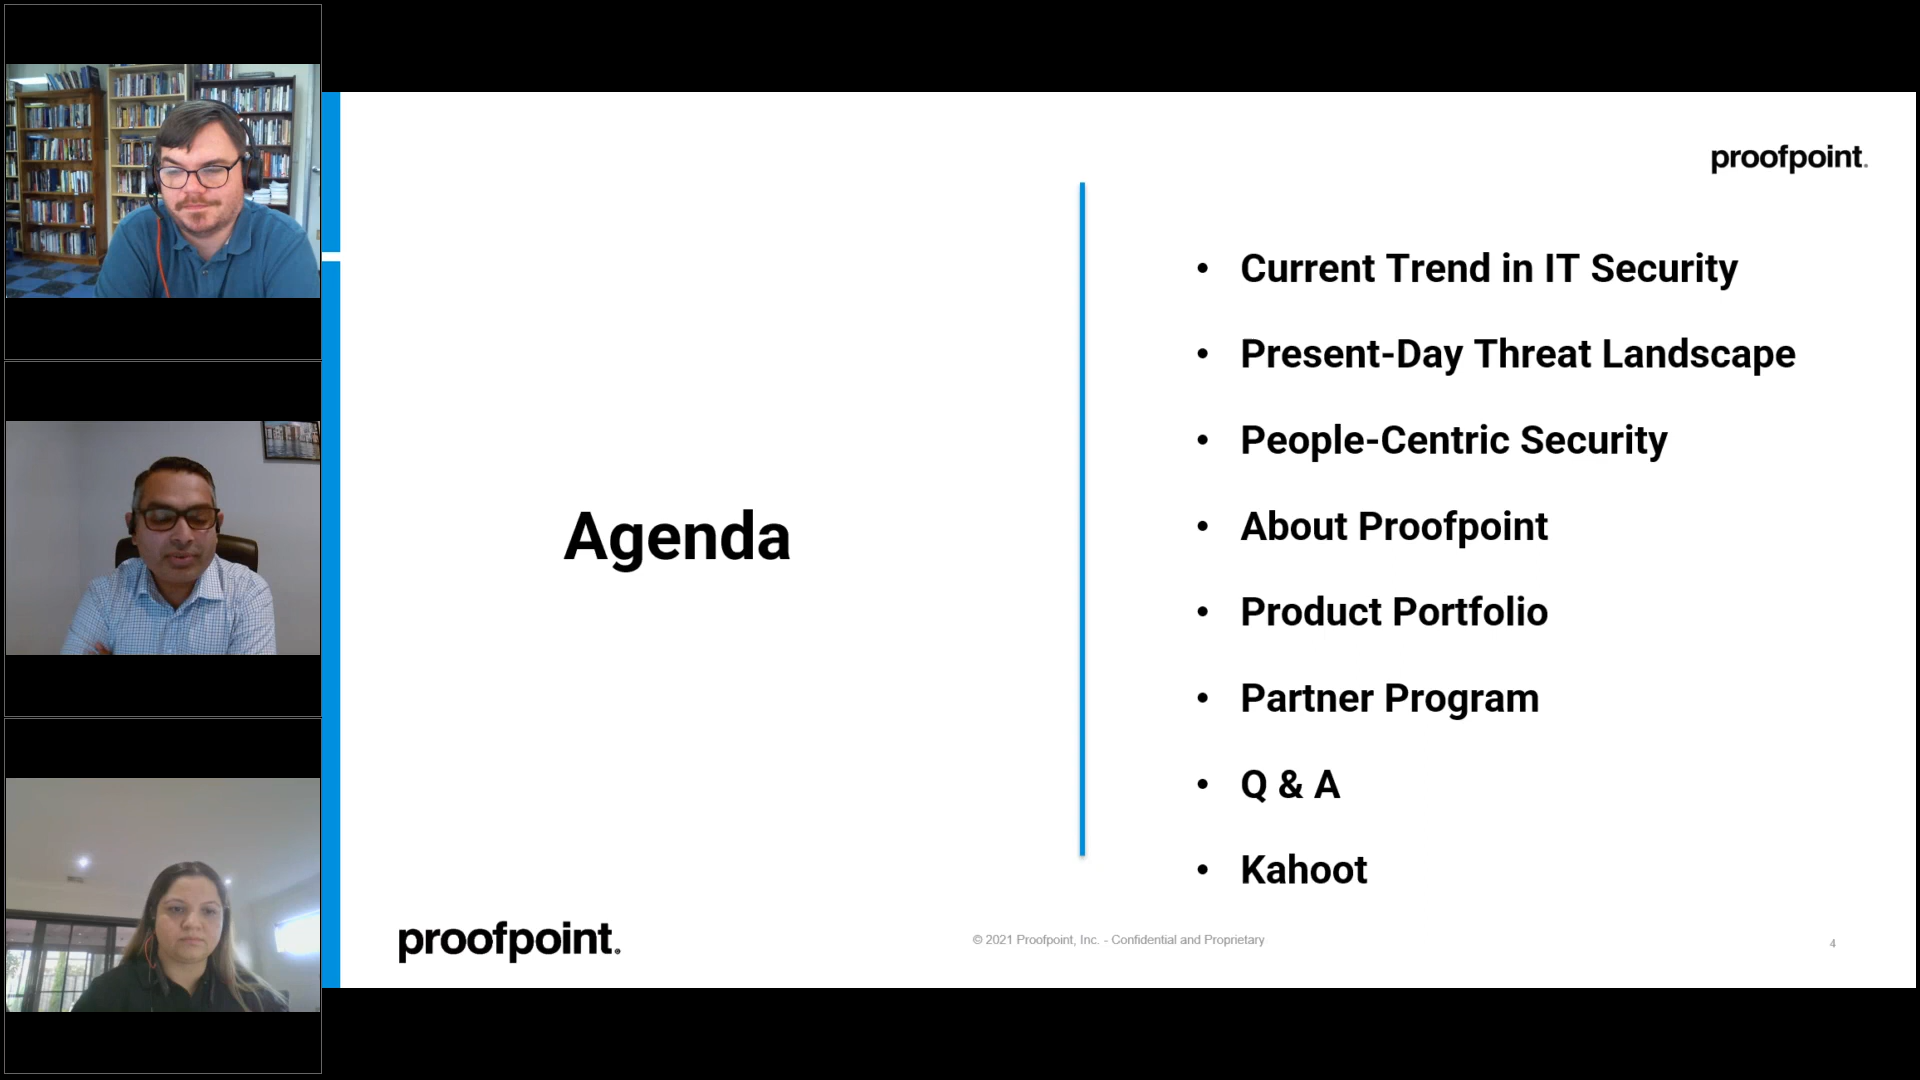 proofpoint.
Agenda
• Current Trend in IT Security
• Present-Day Threat Landscape
• People-Centric Security
• About Proofpoint
• Product Portfolio
• Partner Program
• Q & A
• Kahoot
proofpoint.
© 2021 Proofpoint, Inc. - Confidential and Proprietary
4